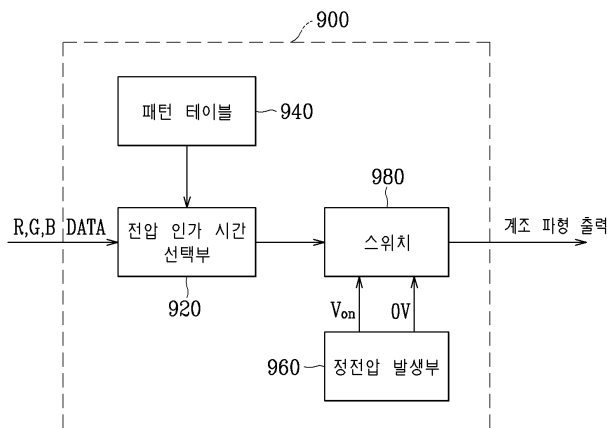 900
패턴 테이블
940
980
R,G,B DATA
전압 인가 시간
선택부
스위치
계조 파형 출력
920
Von
0V
960
정전압 발생부